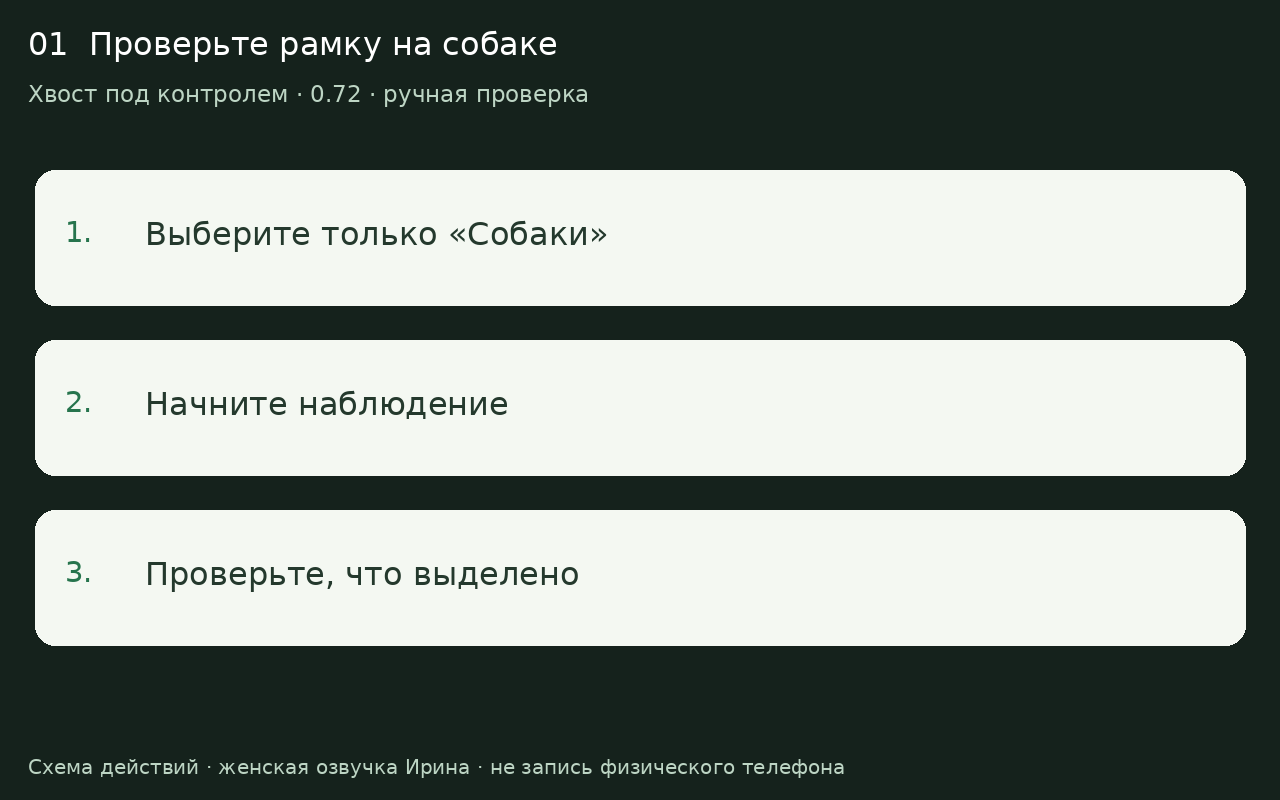 01 Проверьте рамку на собаке
Хвост под контролем · 0.72 · ручная проверка
1. Выберите только «Собаки»
2. Начните наблюдение
3. Проверьте, что выделено
Схема действий · женская озвучка Ирина · не запись физического телефона